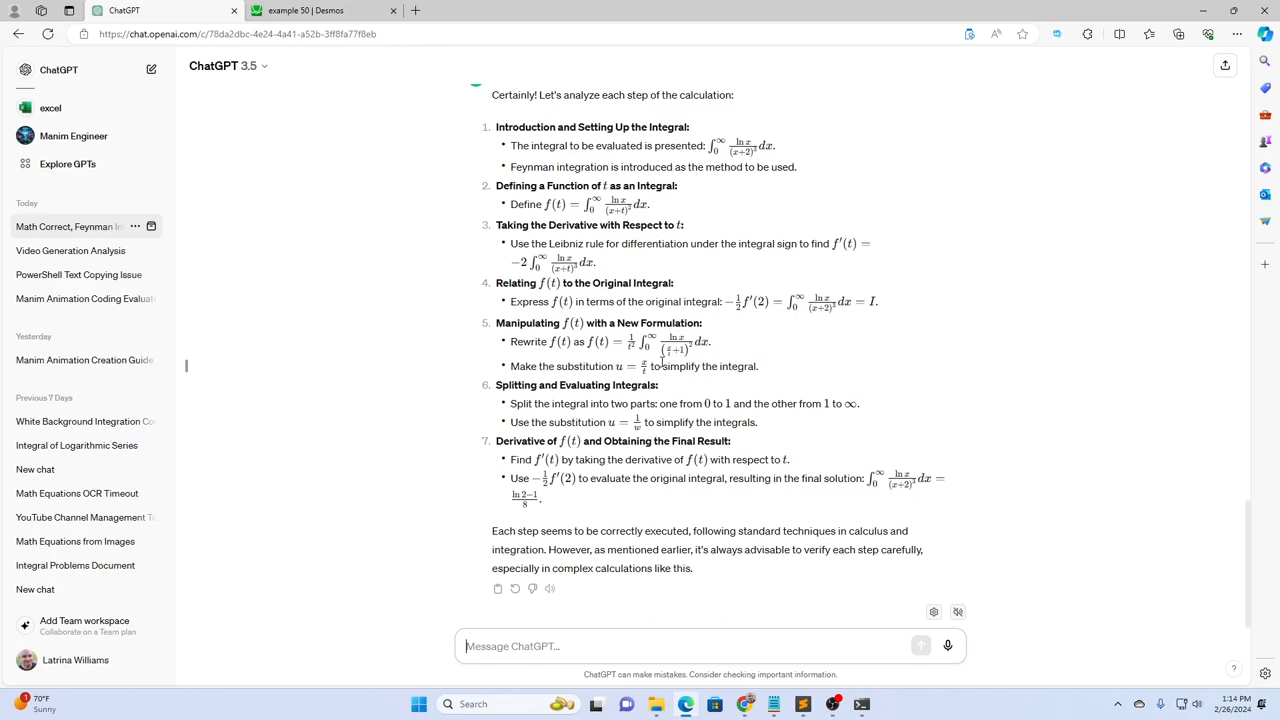 ChatGPT
example 50 | Desmos
https://chat.openai.com/c/78da2dbc-4e24-4a41-a52b-3ff8fa77f8eb
ChatGPT
excel
Manim Engineer
Explore GPTs
Today
Math Correct, Feynman In
Video Generation Analysis
PowerShell Text Copying Issue
Manim Animation Coding Evaluat
Yesterday
Manim Animation Creation Guide
Previous 7 Days
White Background Integration Co
Integral of Logarithmic Series
New chat
Math Equations OCR Timeout
YouTube Channel Management To
Math Equations from Images
Integral Problems Document
New chat
Add Team workspace
Collaborate on a Team plan
Latrina Williams
ChatGPT 3.5
Certainly! Let's analyze each step of the calculation:
1. Introduction and Setting Up the Integral:
• The integral to be evaluated is presented: ∫₀^∞ ln x/(x+2)³ dx.
• Feynman integration is introduced as the method to be used.
2. Defining a Function of t as an Integral:
• Define f(t) = ∫₀^∞ ln x/(x+t)² dx.
3. Taking the Derivative with Respect to t:
• Use the Leibniz rule for differentiation under the integral sign to find f′(t) =
−2 ∫₀^∞ ln x/(x+t)³ dx.
4. Relating f(t) to the Original Integral:
• Express f(t) in terms of the original integral: −½f′(2) = ∫₀^∞ ln x/(x+2)³ dx = I.
5. Manipulating f(t) with a New Formulation:
• Rewrite f(t) as f(t) = 1/t² ∫₀^∞ ln x/(x/t+1)² dx.
• Make the substitution u = x/t to simplify the integral.
6. Splitting and Evaluating Integrals:
• Split the integral into two parts: one from 0 to 1 and the other from 1 to ∞.
• Use the substitution u = 1/w to simplify the integrals.
7. Derivative of f(t) and Obtaining the Final Result:
• Find f′(t) by taking the derivative of f(t) with respect to t.
• Use −½f′(2) to evaluate the original integral, resulting in the final solution: ∫₀^∞ ln x/(x+2)³ dx =
ln 2−1/8.
Each step seems to be correctly executed, following standard techniques in calculus and
integration. However, as mentioned earlier, it's always advisable to verify each step carefully,
especially in complex calculations like this.
Message ChatGPT...
ChatGPT can make mistakes. Consider checking important information.
?
70°F
Sunny
Search
1:14 PM
2/26/2024